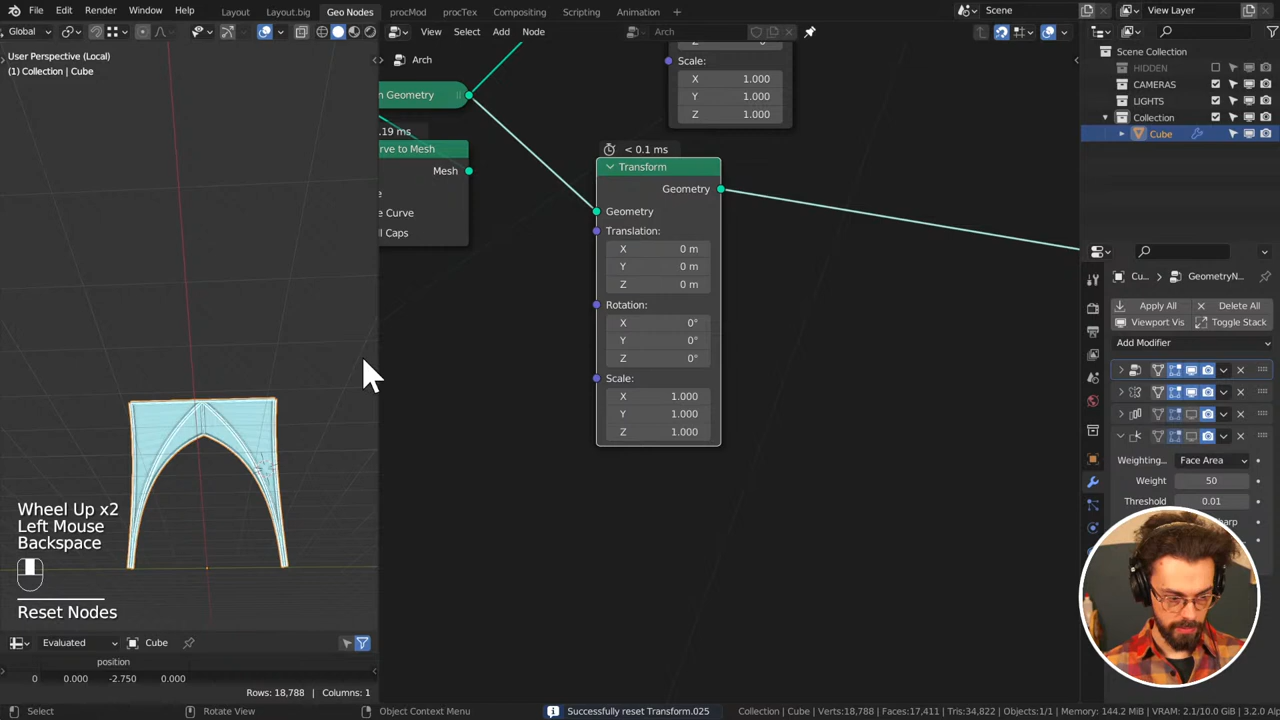 File Edit Render Window Help Layout Layout.big Geo Nodes procMod procTex Compositing Scripting Animation + Scene View Layer
Global View Select Add Node Arch
User Perspective (Local)
(1) Collection | Cube
Arch
Scene Collection
HIDDEN
CAMERAS
LIGHTS
Collection
Cube
Scale:
X 1.000
Y 1.000
Z 1.000
n Geometry
.19 ms
rve to Mesh
Mesh
e
e Curve
ll Caps
< 0.1 ms
Transform
Geometry
Geometry
Translation:
X 0 m
Y 0 m
Z 0 m
Rotation:
X 0°
Y 0°
Z 0°
Scale:
X 1.000
Y 1.000
Z 1.000
Cu... > GeometryN...
Apply All Delete All
Viewport Vis Toggle Stack
Add Modifier
Weighting... Face Area
Weight 50
Threshold 0.01
Wheel Up x2
Left Mouse
Backspace
Reset Nodes
Evaluated Cube
position
0 0.000 -2.750 0.000
Rows: 18,788 | Columns: 1
Select Rotate View Object Context Menu Successfully reset Transform.025 Collection | Cube | Verts:18,788 | Faces:17,411 | Tris:34,822 | Objects:1/1 | Memory: 144.2 MiB | VRAM: 2.1/10.0 GiB | 3.2.0 A